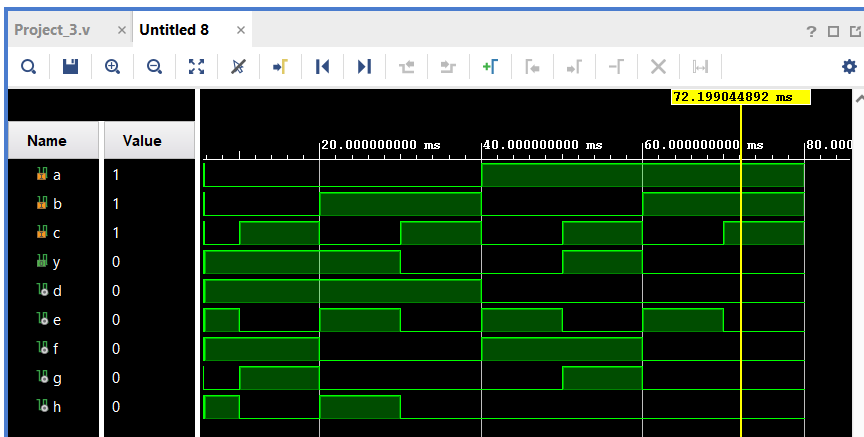 Project_3.v × Untitled 8 ×
?
72.199044892 ms
Name Value
20.000000000 ms 40.000000000 ms 60.000000000 ms 80.000
a 1
b 1
c 1
y 0
d 0
e 0
f 0
g 0
h 0